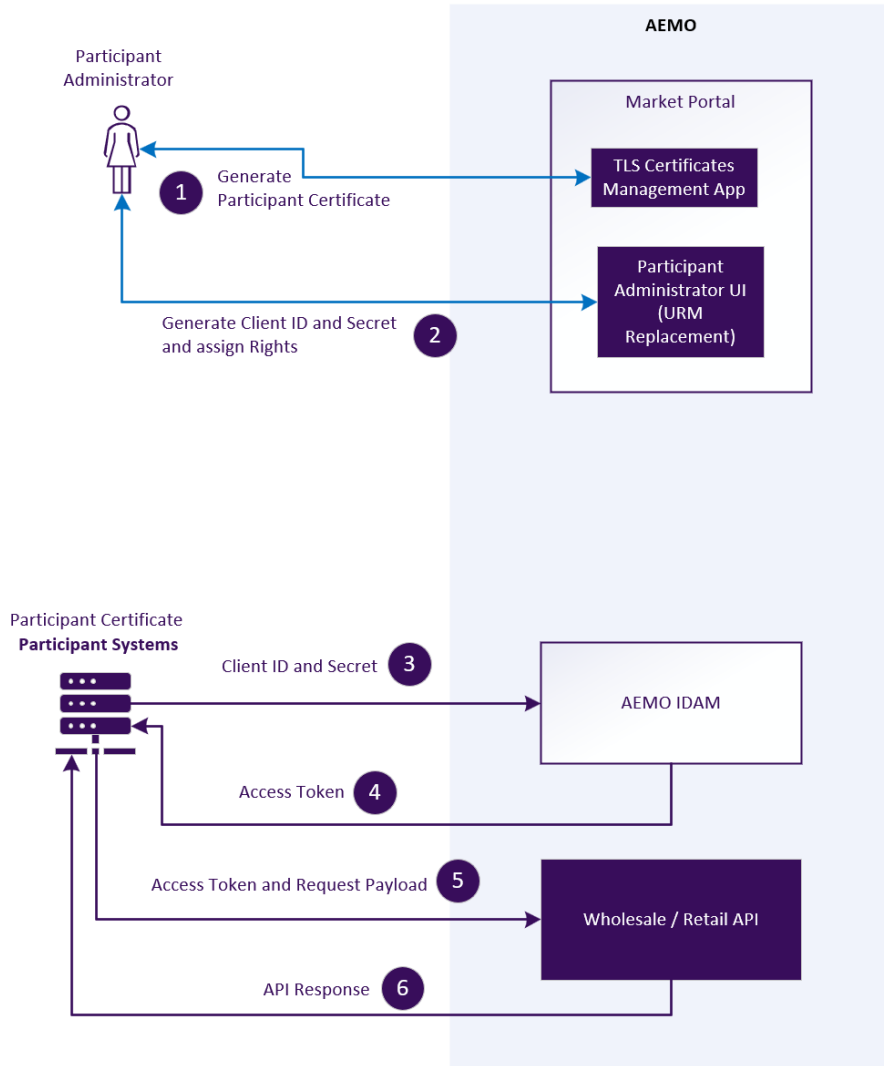 AEMO
Participant
Administrator
Market Portal
TLS Certificates
Management App
1
Generate
Participant Certificate
Participant
Administrator UI
(URM
Replacement)
Generate Client ID and Secret
and assign Rights
2
Participant Certificate
Participant Systems
Client ID and Secret
3
AEMO IDAM
Access Token
4
Access Token and Request Payload
5
Wholesale / Retail API
API Response
6